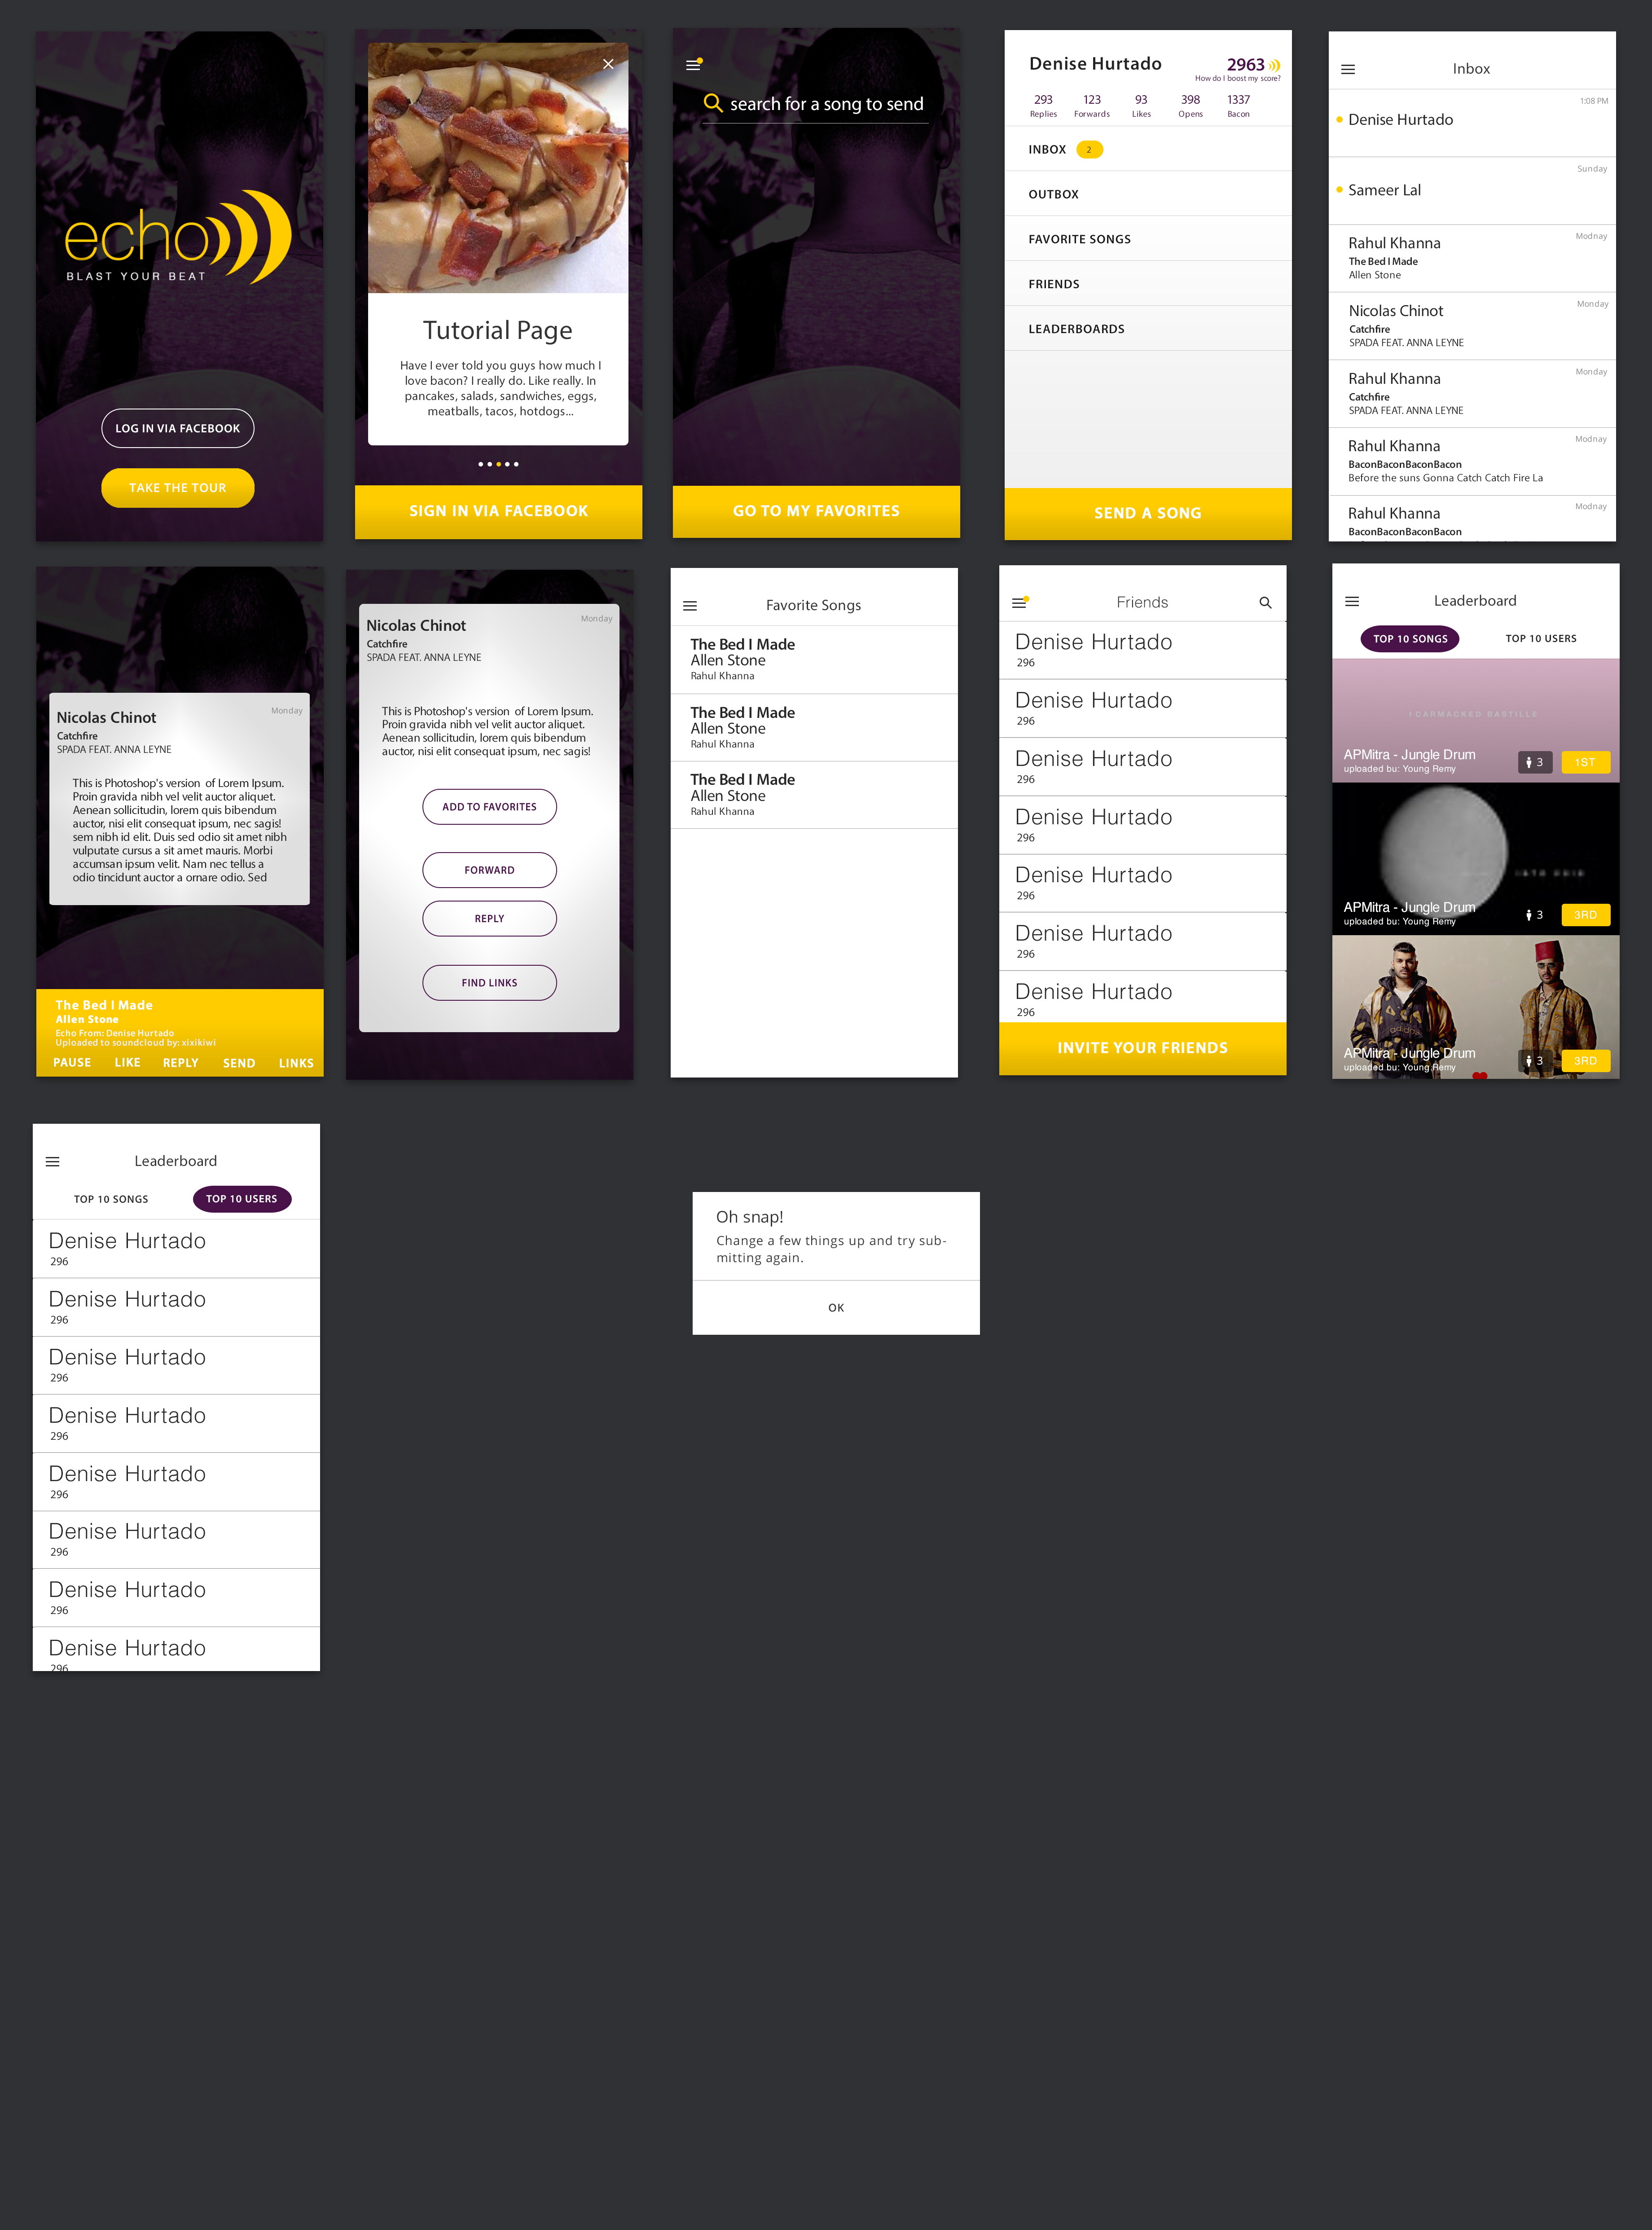 echo
BLAST YOUR BEAT
LOG IN VIA FACEBOOK
TAKE THE TOUR
Tutorial Page
Have I ever told you guys how much I
love bacon? I really do. Like really. In
pancakes, salads, sandwiches, eggs,
meatballs, tacos, hotdogs...
SIGN IN VIA FACEBOOK
search for a song to send
GO TO MY FAVORITES
Denise Hurtado
2963
How do I boost my score?
293 123 93 398 1337
Replies Forwards Likes Opens Bacon
INBOX 2
OUTBOX
FAVORITE SONGS
FRIENDS
LEADERBOARDS
SEND A SONG
Inbox
1:08 PM
Denise Hurtado
Sunday
Sameer Lal
Modnay
Rahul Khanna
The Bed I Made
Allen Stone
Monday
Nicolas Chinot
Catchfire
SPADA FEAT. ANNA LEYNE
Monday
Rahul Khanna
Catchfire
SPADA FEAT. ANNA LEYNE
Modnay
Rahul Khanna
BaconBaconBaconBacon
Before the suns Gonna Catch Catch Fire La
Modnay
Rahul Khanna
BaconBaconBaconBacon
Nicolas Chinot
Monday
Catchfire
SPADA FEAT. ANNA LEYNE
This is Photoshop's version of Lorem Ipsum.
Proin gravida nibh vel velit auctor aliquet.
Aenean sollicitudin, lorem quis bibendum
auctor, nisi elit consequat ipsum, nec sagis!
sem nibh id elit. Duis sed odio sit amet nibh
vulputate cursus a sit amet mauris. Morbi
accumsan ipsum velit. Nam nec tellus a
odio tincidunt auctor a ornare odio. Sed
The Bed I Made
Allen Stone
Echo From: Denise Hurtado
Uploaded to soundcloud by: xixikiwi
PAUSE LIKE REPLY SEND LINKS
Nicolas Chinot
Monday
Catchfire
SPADA FEAT. ANNA LEYNE
This is Photoshop's version of Lorem Ipsum.
Proin gravida nibh vel velit auctor aliquet.
Aenean sollicitudin, lorem quis bibendum
auctor, nisi elit consequat ipsum, nec sagis!
ADD TO FAVORITES
FORWARD
REPLY
FIND LINKS
Favorite Songs
The Bed I Made
Allen Stone
Rahul Khanna
The Bed I Made
Allen Stone
Rahul Khanna
The Bed I Made
Allen Stone
Rahul Khanna
Friends
Denise Hurtado
296
Denise Hurtado
296
Denise Hurtado
296
Denise Hurtado
296
Denise Hurtado
296
Denise Hurtado
296
Denise Hurtado
296
INVITE YOUR FRIENDS
Leaderboard
TOP 10 SONGS TOP 10 USERS
BASTILLE
APMitra - Jungle Drum
uploaded bu: Young Remy
3 1ST
APMitra - Jungle Drum
uploaded bu: Young Remy
3 3RD
adidas
APMitra - Jungle Drum
uploaded bu: Young Remy
3 3RD
Leaderboard
TOP 10 SONGS TOP 10 USERS
Denise Hurtado
296
Denise Hurtado
296
Denise Hurtado
296
Denise Hurtado
296
Denise Hurtado
296
Denise Hurtado
296
Denise Hurtado
296
Denise Hurtado
296
Oh snap!
Change a few things up and try sub-
mitting again.
OK